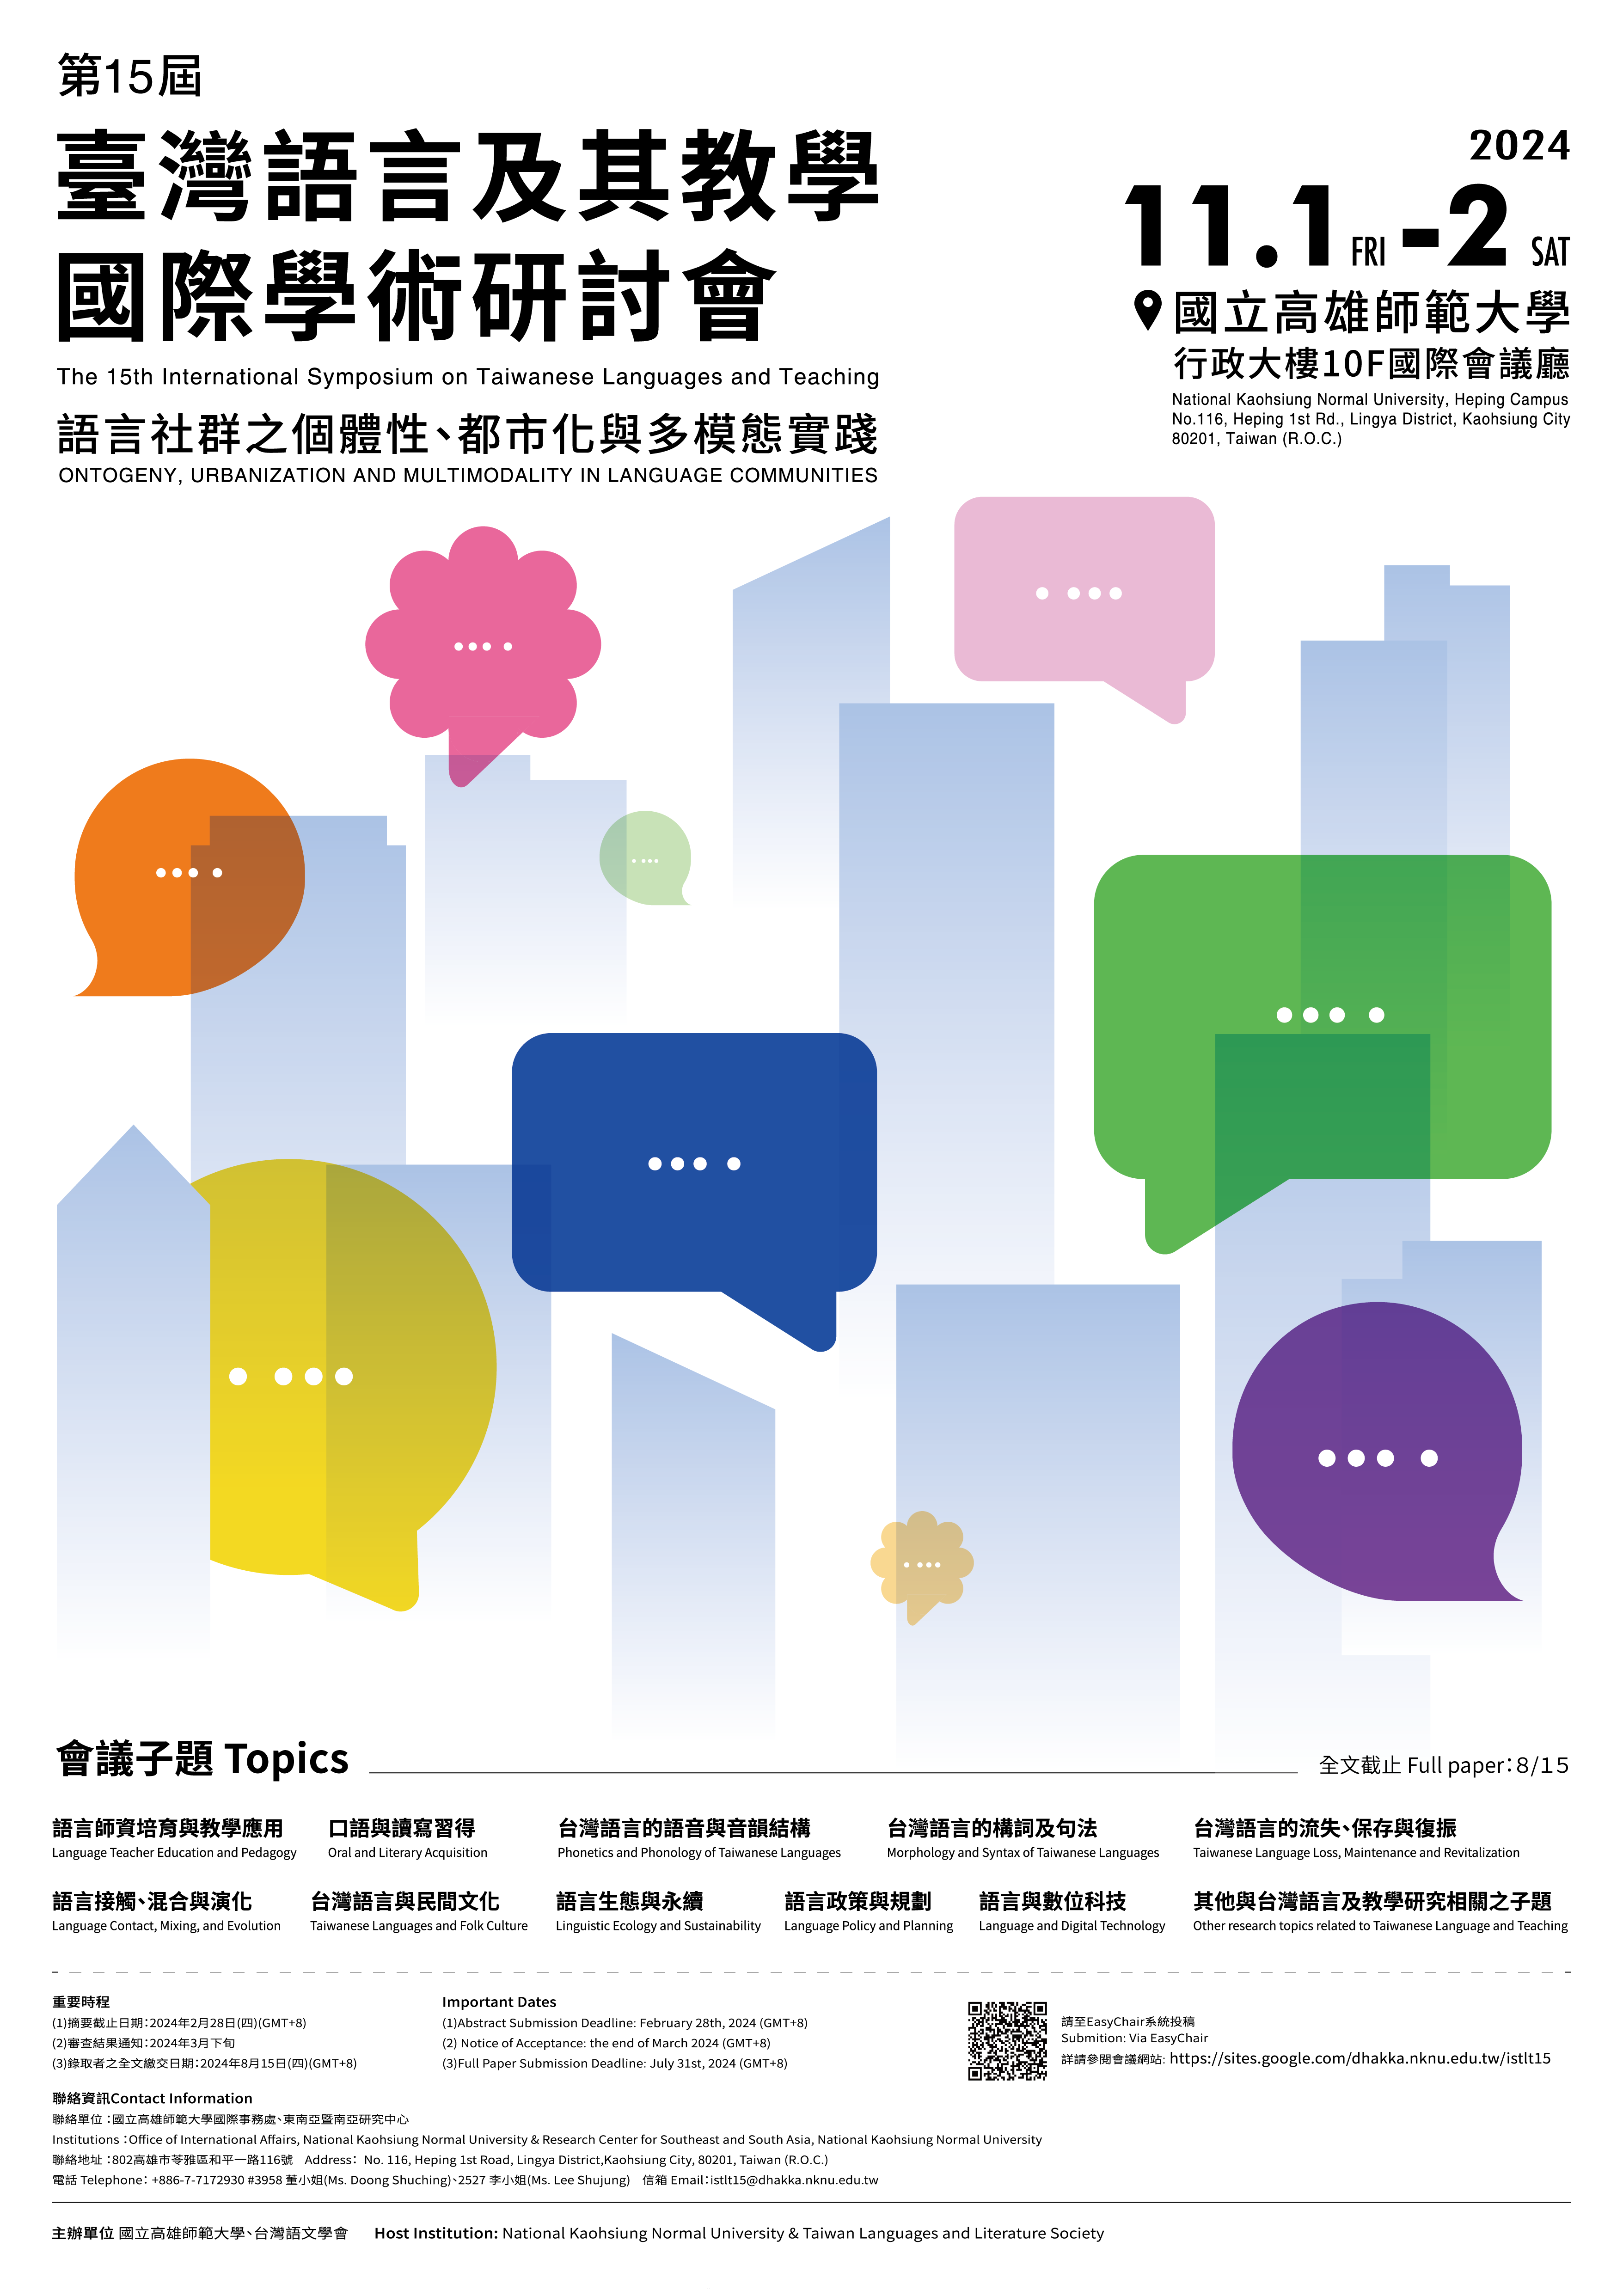 第15屆
臺灣語言及其教學
國際學術研討會
The 15th International Symposium on Taiwanese Languages and Teaching
語言社群之個體性、都市化與多模態實踐
ONTOGENY, URBANIZATION AND MULTIMODALITY IN LANGUAGE COMMUNITIES
2024
11.1 FRI -2 SAT
國立高雄師範大學
行政大樓10F國際會議廳
National Kaohsiung Normal University, Heping Campus
No.116, Heping 1st Rd., Lingya District, Kaohsiung City
80201, Taiwan (R.O.C.)
會議子題 Topics
全文截止 Full paper：8/15
語言師資培育與教學應用
Language Teacher Education and Pedagogy
口語與讀寫習得
Oral and Literary Acquisition
台灣語言的語音與音韻結構
Phonetics and Phonology of Taiwanese Languages
台灣語言的構詞及句法
Morphology and Syntax of Taiwanese Languages
台灣語言的流失、保存與復振
Taiwanese Language Loss, Maintenance and Revitalization
語言接觸、混合與演化
Language Contact, Mixing, and Evolution
台灣語言與民間文化
Taiwanese Languages and Folk Culture
語言生態與永續
Linguistic Ecology and Sustainability
語言政策與規劃
Language Policy and Planning
語言與數位科技
Language and Digital Technology
其他與台灣語言及教學研究相關之子題
Other research topics related to Taiwanese Language and Teaching
重要時程
(1)摘要截止日期：2024年2月28日(四)(GMT+8)
(2)審查結果通知：2024年3月下旬
(3)錄取者之全文繳交日期：2024年8月15日(四)(GMT+8)
Important Dates
(1)Abstract Submission Deadline: February 28th, 2024 (GMT+8)
(2) Notice of Acceptance: the end of March 2024 (GMT+8)
(3)Full Paper Submission Deadline: July 31st, 2024 (GMT+8)
請至EasyChair系統投稿
Submition: Via EasyChair
詳請參閱會議網站: https://sites.google.com/dhakka.nknu.edu.tw/istlt15
聯絡資訊Contact Information
聯絡單位：國立高雄師範大學國際事務處、東南亞暨南亞研究中心
Institutions：Office of International Affairs, National Kaohsiung Normal University & Research Center for Southeast and South Asia, National Kaohsiung Normal University
聯絡地址：802高雄市苓雅區和平一路116號 Address： No. 116, Heping 1st Road, Lingya District,Kaohsiung City, 80201, Taiwan (R.O.C.)
電話 Telephone： +886-7-7172930 #3958 董小姐(Ms. Doong Shuching)、2527 李小姐(Ms. Lee Shujung) 信箱 Email：istlt15@dhakka.nknu.edu.tw
主辦單位 國立高雄師範大學、台灣語文學會 Host Institution: National Kaohsiung Normal University & Taiwan Languages and Literature Society